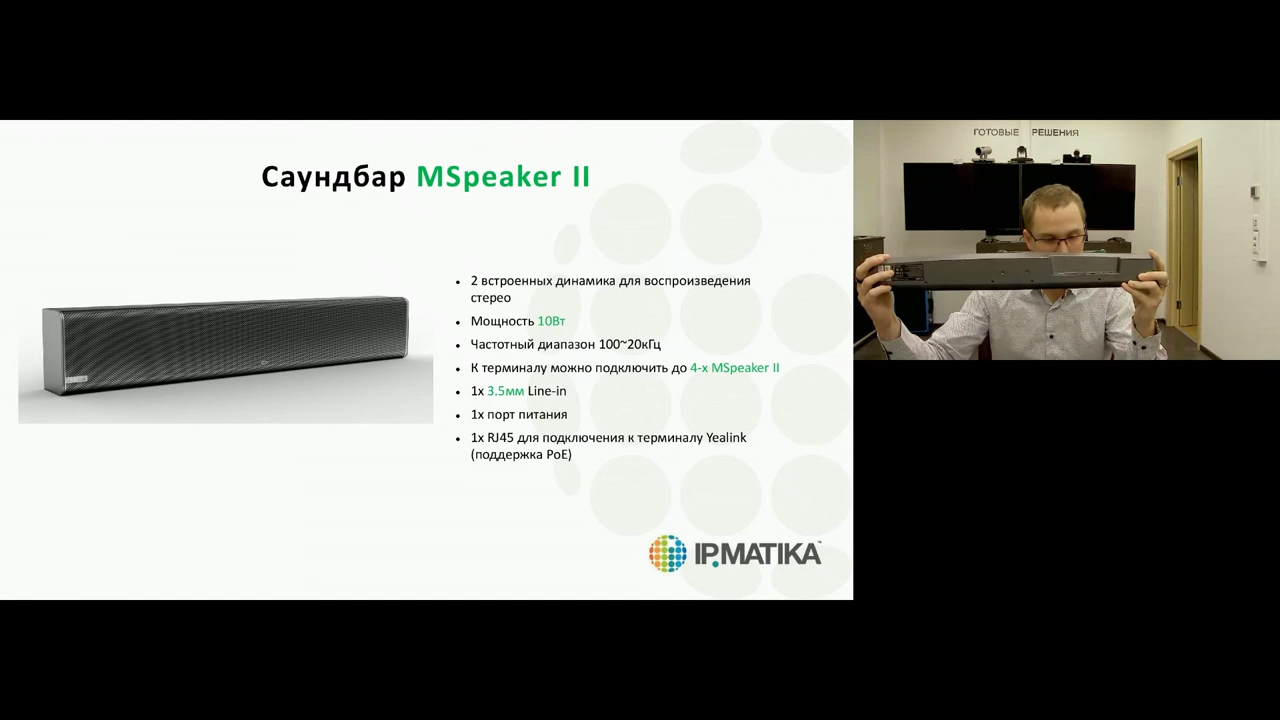 Саундбар MSpeaker II
2 встроенных динамика для воспроизведения
стерео
Мощность 10Вт
Частотный диапазон 100~20кГц
К терминалу можно подключить до 4-х MSpeaker II
1x 3.5мм Line-in
1x порт питания
1x RJ45 для подключения к терминалу Yealink
(поддержка PoE)
IPMATIKA™
ГОТОВЫЕ РЕШЕНИЯ